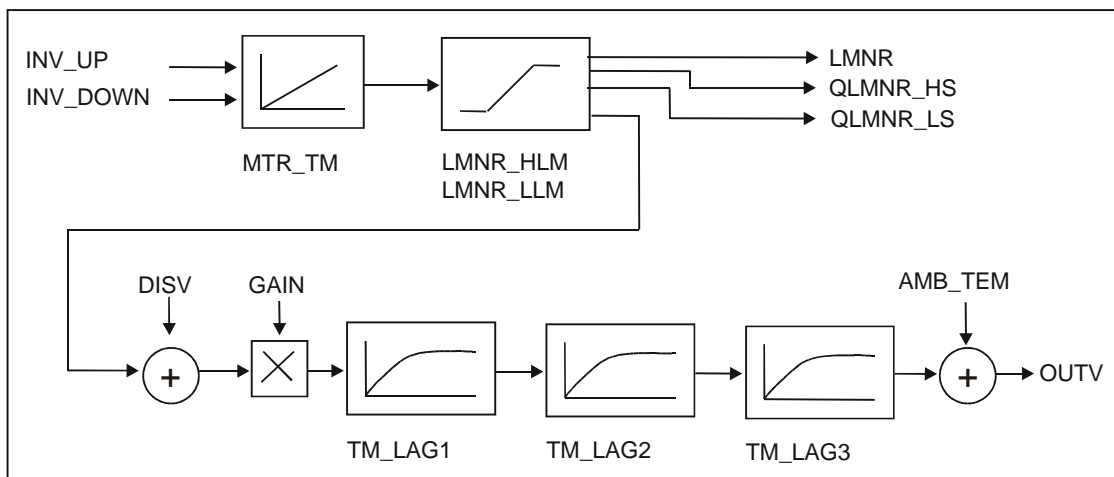 INV_UP
INV_DOWN
MTR_TM
LMNR_HLM
LMNR_LLM
LMNR
QLMNR_HS
QLMNR_LS
DISV
GAIN
AMB_TEM
+
+
OUTV
TM_LAG1
TM_LAG2
TM_LAG3